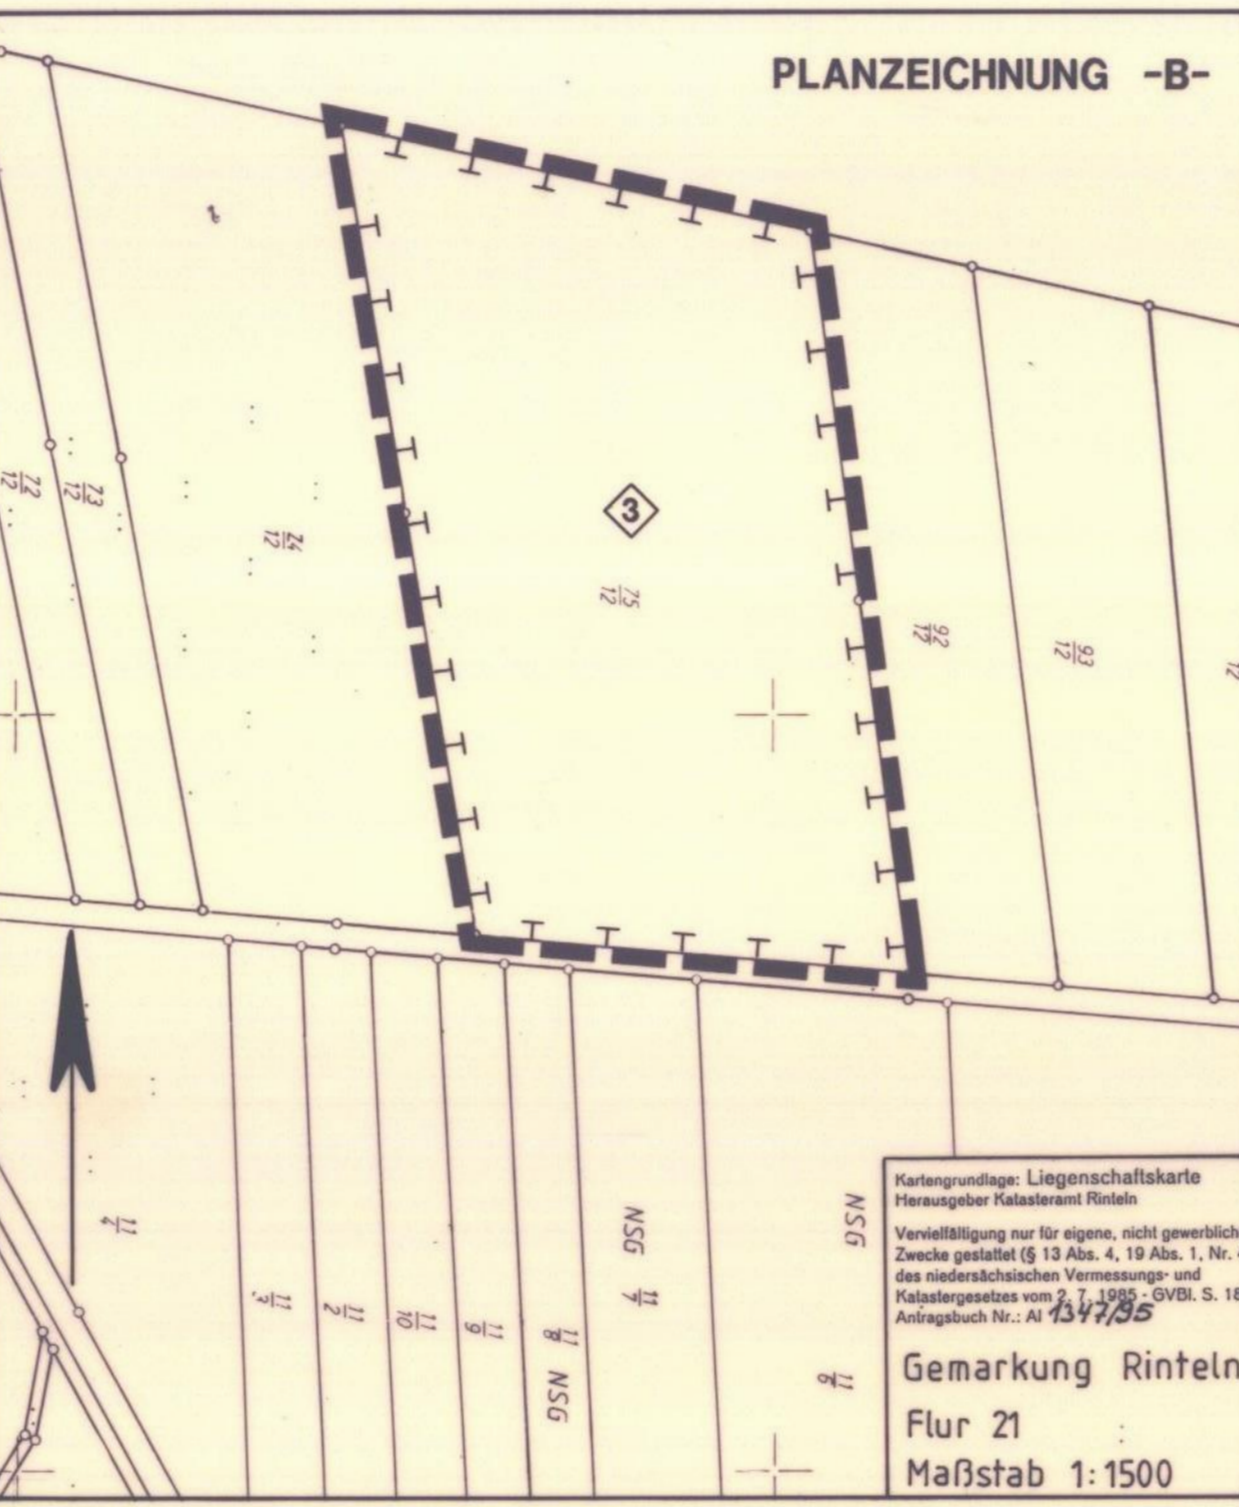 PLANZEICHNUNG -B-
3
72
12
73
12
74
12
75
12
92
12
93
12
12
11
4
11
3
11
2
11
10
11
9
11
8
NSG
NSG
11
7
NSG
11
6
Kartengrundlage: Liegenschaftskarte
Herausgeber Katasteramt Rinteln
Vervielfältigung nur für eigene, nicht gewerblich
Zwecke gestattet (§ 13 Abs. 4, 19 Abs. 1, Nr.
des niedersächsischen Vermessungs- und
Katastergesetzes vom 2. 7. 1985 - GVBl. S. 18
Antragsbuch Nr.: AI 1347/95
Gemarkung Rinteln
Flur 21
Maßstab 1:1500